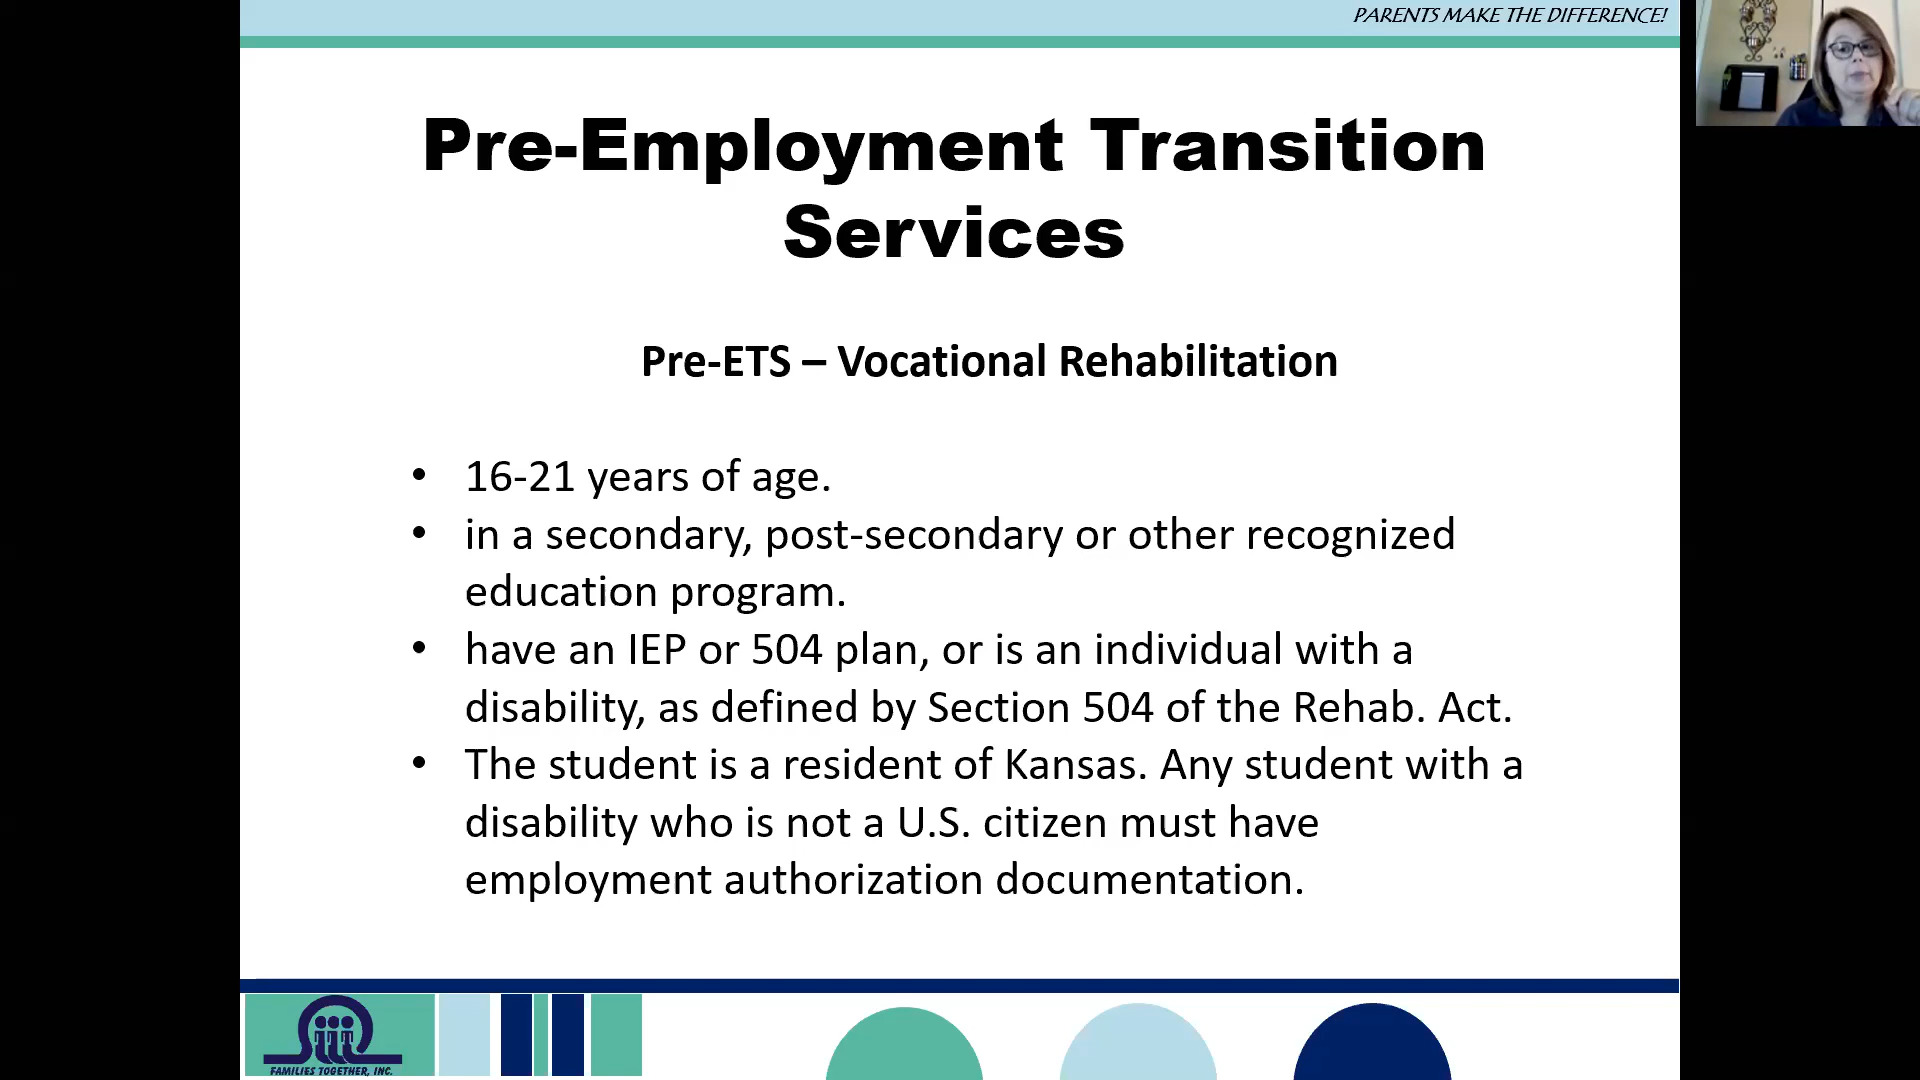 PARENTS MAKE THE DIFFERENCE!
Pre-Employment Transition
Services
Pre-ETS – Vocational Rehabilitation
• 16-21 years of age.
• in a secondary, post-secondary or other recognized
education program.
• have an IEP or 504 plan, or is an individual with a
disability, as defined by Section 504 of the Rehab. Act.
• The student is a resident of Kansas. Any student with a
disability who is not a U.S. citizen must have
employment authorization documentation.
FAMILIES TOGETHER, INC.